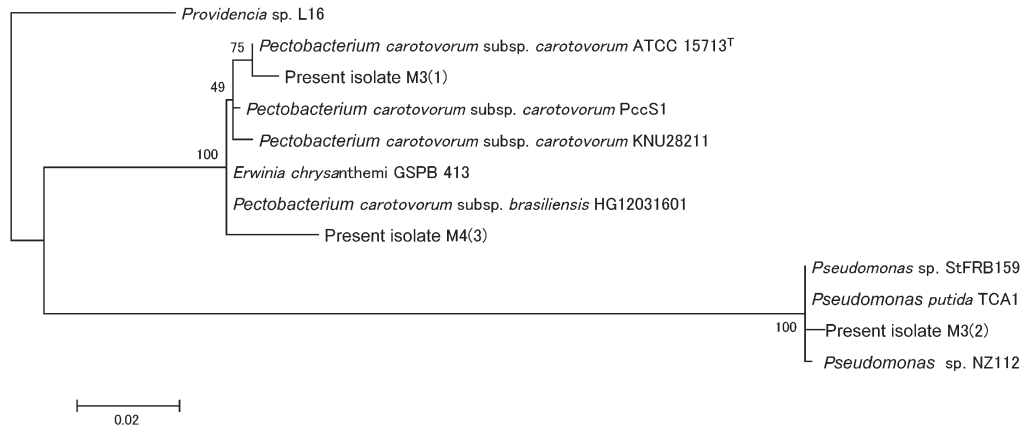 Providencia sp. L16
75
Pectobacterium carotovorum subsp. carotovorum ATCC 15713T
Present isolate M3(1)
49
Pectobacterium carotovorum subsp. carotovorum PccS1
Pectobacterium carotovorum subsp. carotovorum KNU28211
100
Erwinia chrysanthemi GSPB 413
Pectobacterium carotovorum subsp. brasiliensis HG12031601
Present isolate M4(3)
Pseudomonas sp. StFRB159
Pseudomonas putida TCA1
100
Present isolate M3(2)
Pseudomonas sp. NZ112
0.02